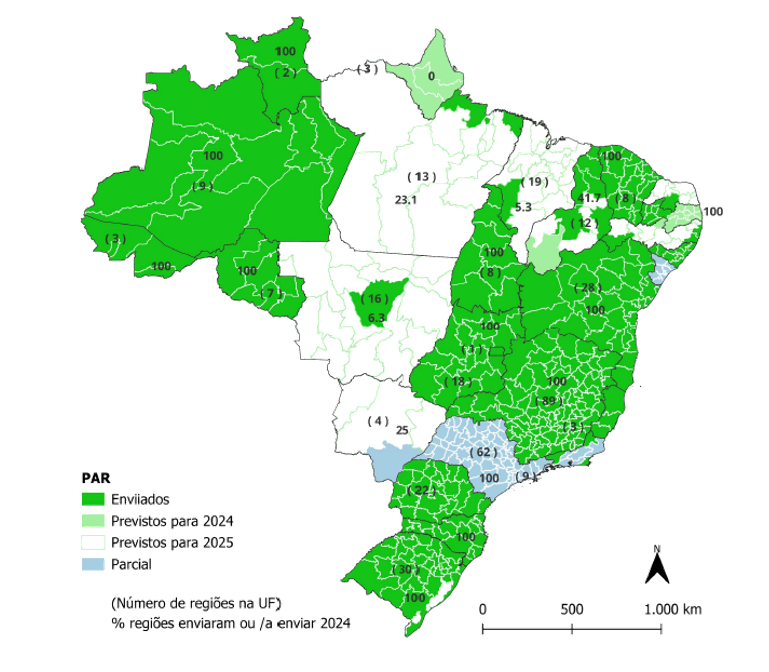 100
( 2 )
( 3 )
0
100
( 9 )
( 13 )
23.1
( 19 )
5.3
100
41.7
( 8 )
( 12 )
100
( 3 )
100
100
( 7 )
100
( 8 )
( 28 )
100
( 16 )
6.3
100
( 1 )
( 18 )
100
( 89 )
( 3 )
( 4 )
25
( 62 )
100
( 9 )
( 22 )
100
( 30 )
100
PAR
Enviiados
Previstos para 2024
Previstos para 2025
Parcial
(Número de regiões na UF)
% regiões enviaram ou /a enviar 2024
N
0 500 1.000 km